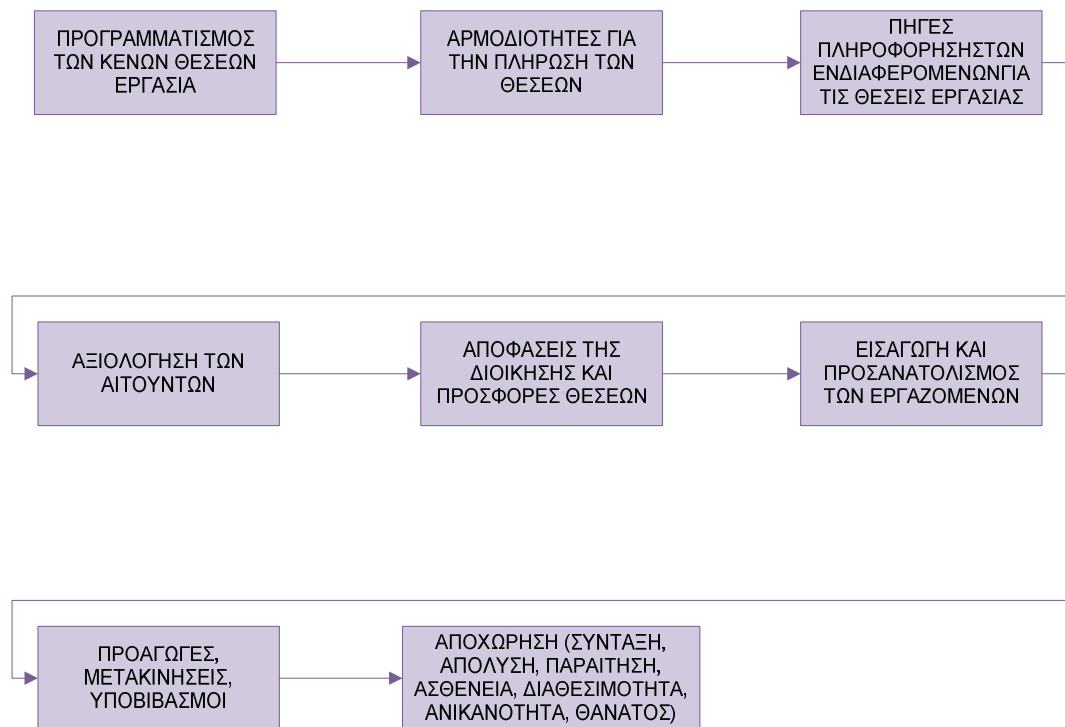 ΠΡΟΓΡΑΜΜΑΤΙΣΜΟΣ
ΤΩΝ ΚΕΝΩΝ ΘΕΣΕΩΝ
ΕΡΓΑΣΙΑ
ΑΡΜΟΔΙΟΤΗΤΕΣ ΓΙΑ
ΤΗΝ ΠΛΗΡΩΣΗ ΤΩΝ
ΘΕΣΕΩΝ
ΠΗΓΕΣ
ΠΛΗΡΟΦΟΡΗΣΗΣΤΩΝ
ΕΝΔΙΑΦΕΡΟΜΕΝΩΝΓΙΑ
ΤΙΣ ΘΕΣΕΙΣ ΕΡΓΑΣΙΑΣ
ΑΞΙΟΛΟΓΗΣΗ ΤΩΝ
ΑΙΤΟΥΝΤΩΝ
ΑΠΟΦΑΣΕΙΣ ΤΗΣ
ΔΙΟΙΚΗΣΗΣ ΚΑΙ
ΠΡΟΣΦΟΡΕΣ ΘΕΣΕΩΝ
ΕΙΣΑΓΩΓΗ ΚΑΙ
ΠΡΟΣΑΝΑΤΟΛΙΣΜΟΣ
ΤΩΝ ΕΡΓΑΖΟΜΕΝΩΝ
ΠΡΟΑΓΩΓΕΣ,
ΜΕΤΑΚΙΝΗΣΕΙΣ,
ΥΠΟΒΙΒΑΣΜΟΙ
ΑΠΟΧΩΡΗΣΗ (ΣΥΝΤΑΞΗ,
ΑΠΟΛΥΣΗ, ΠΑΡΑΙΤΗΣΗ,
ΑΣΘΕΝΕΙΑ, ΔΙΑΘΕΣΙΜΟΤΗΤΑ,
ΑΝΙΚΑΝΟΤΗΤΑ, ΘΑΝΑΤΟΣ)